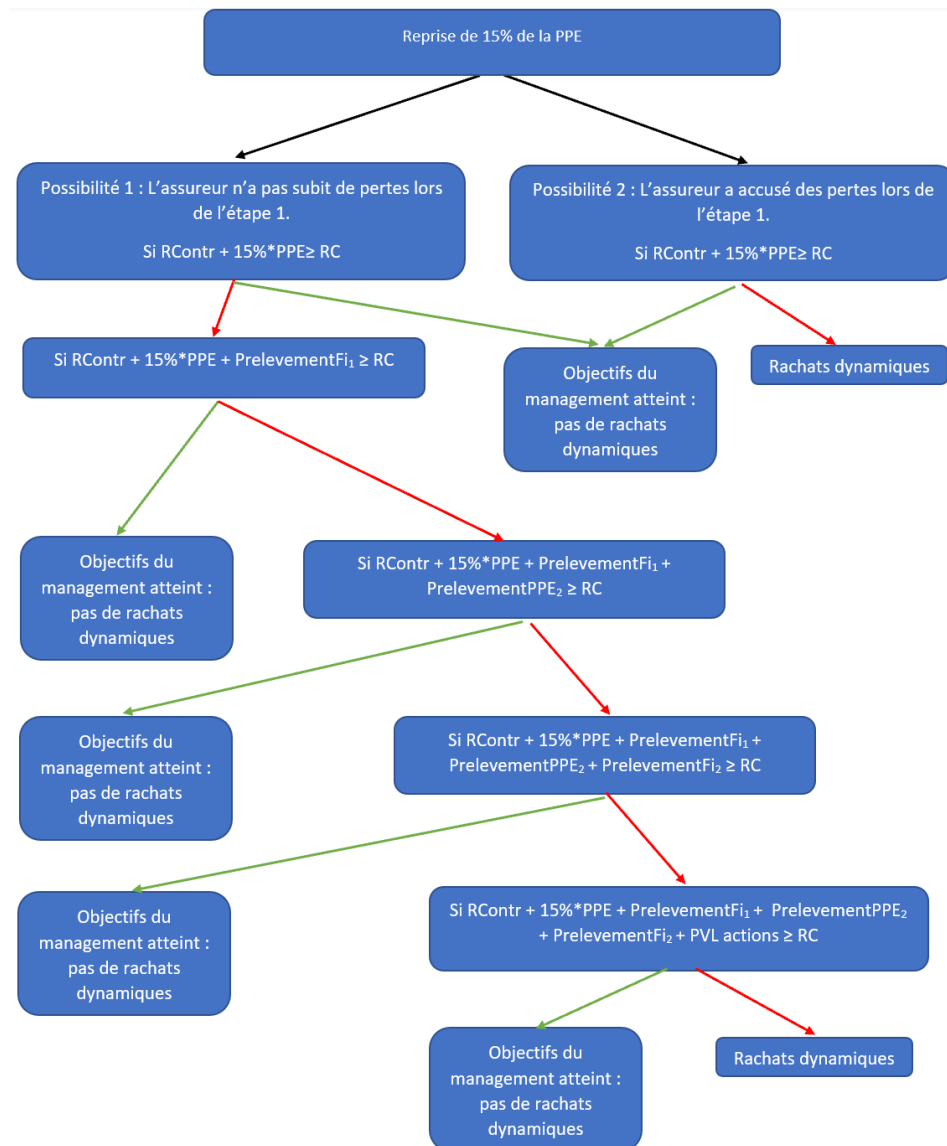 Reprise de 15% de la PPE
Possibilité 1 : L’assureur n’a pas subit de pertes lors
de l’étape 1.
Si RContr + 15%*PPE≥ RC
Possibilité 2 : L’assureur a accusé des pertes lors de
l’étape 1.
Si RContr + 15%*PPE≥ RC
Si RContr + 15%*PPE + PrelevementFi₁ ≥ RC
Objectifs du
management atteint :
pas de rachats
dynamiques
Rachats dynamiques
Objectifs du
management atteint :
pas de rachats
dynamiques
Si RContr + 15%*PPE + PrelevementFi₁ +
PrelevementPPE₂ ≥ RC
Objectifs du
management atteint :
pas de rachats
dynamiques
Si RContr + 15%*PPE + PrelevementFi₁ +
PrelevementPPE₂ + PrelevementFi₂ ≥ RC
Objectifs du
management atteint :
pas de rachats
dynamiques
Si RContr + 15%*PPE + PrelevementFi₁ + PrelevementPPE₂
+ PrelevementFi₂ + PVL actions ≥ RC
Objectifs du
management atteint :
pas de rachats
dynamiques
Rachats dynamiques